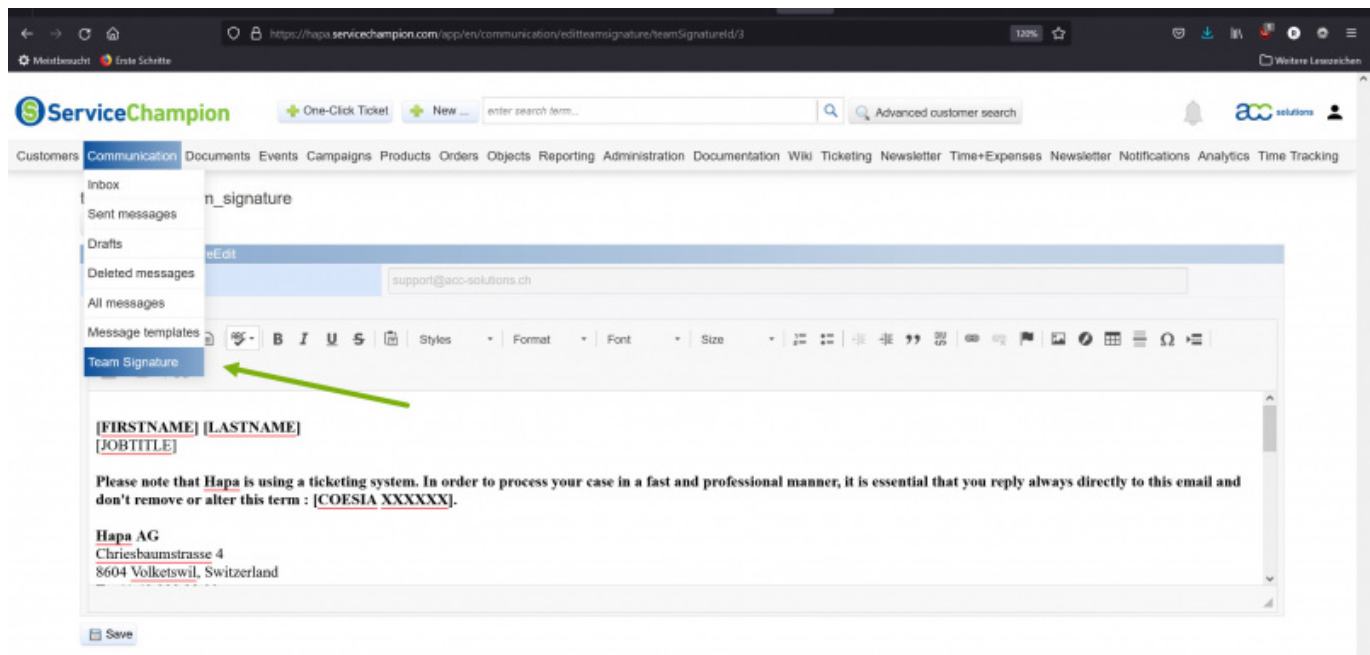 https://hapa.servicechampion.com/app/en/communication/editteamsignature/teamSignatureId/3
120%
Meistbesucht Erste Schritte
Weitere Lesezeichen
ServiceChampion
One-Click Ticket
New ...
enter search term...
Advanced customer search
acc solutions
Customers Communication Documents Events Campaigns Products Orders Objects Reporting Administration Documentation Wiki Ticketing Newsletter Time+Expenses Newsletter Notifications Analytics Time Tracking
Inbox
Sent messages
Drafts
Deleted messages
All messages
Message templates
Team Signature
_signature
Edit
support@acc-solutions.ch
B I U S Styles Format Font Size
[FIRSTNAME] [LASTNAME]
[JOBTITLE]
Please note that Hapa is using a ticketing system. In order to process your case in a fast and professional manner, it is essential that you reply always directly to this email and
don't remove or alter this term : [COESIA XXXXXX].
Hapa AG
Chriesbaumstrasse 4
8604 Volketswil, Switzerland
Save